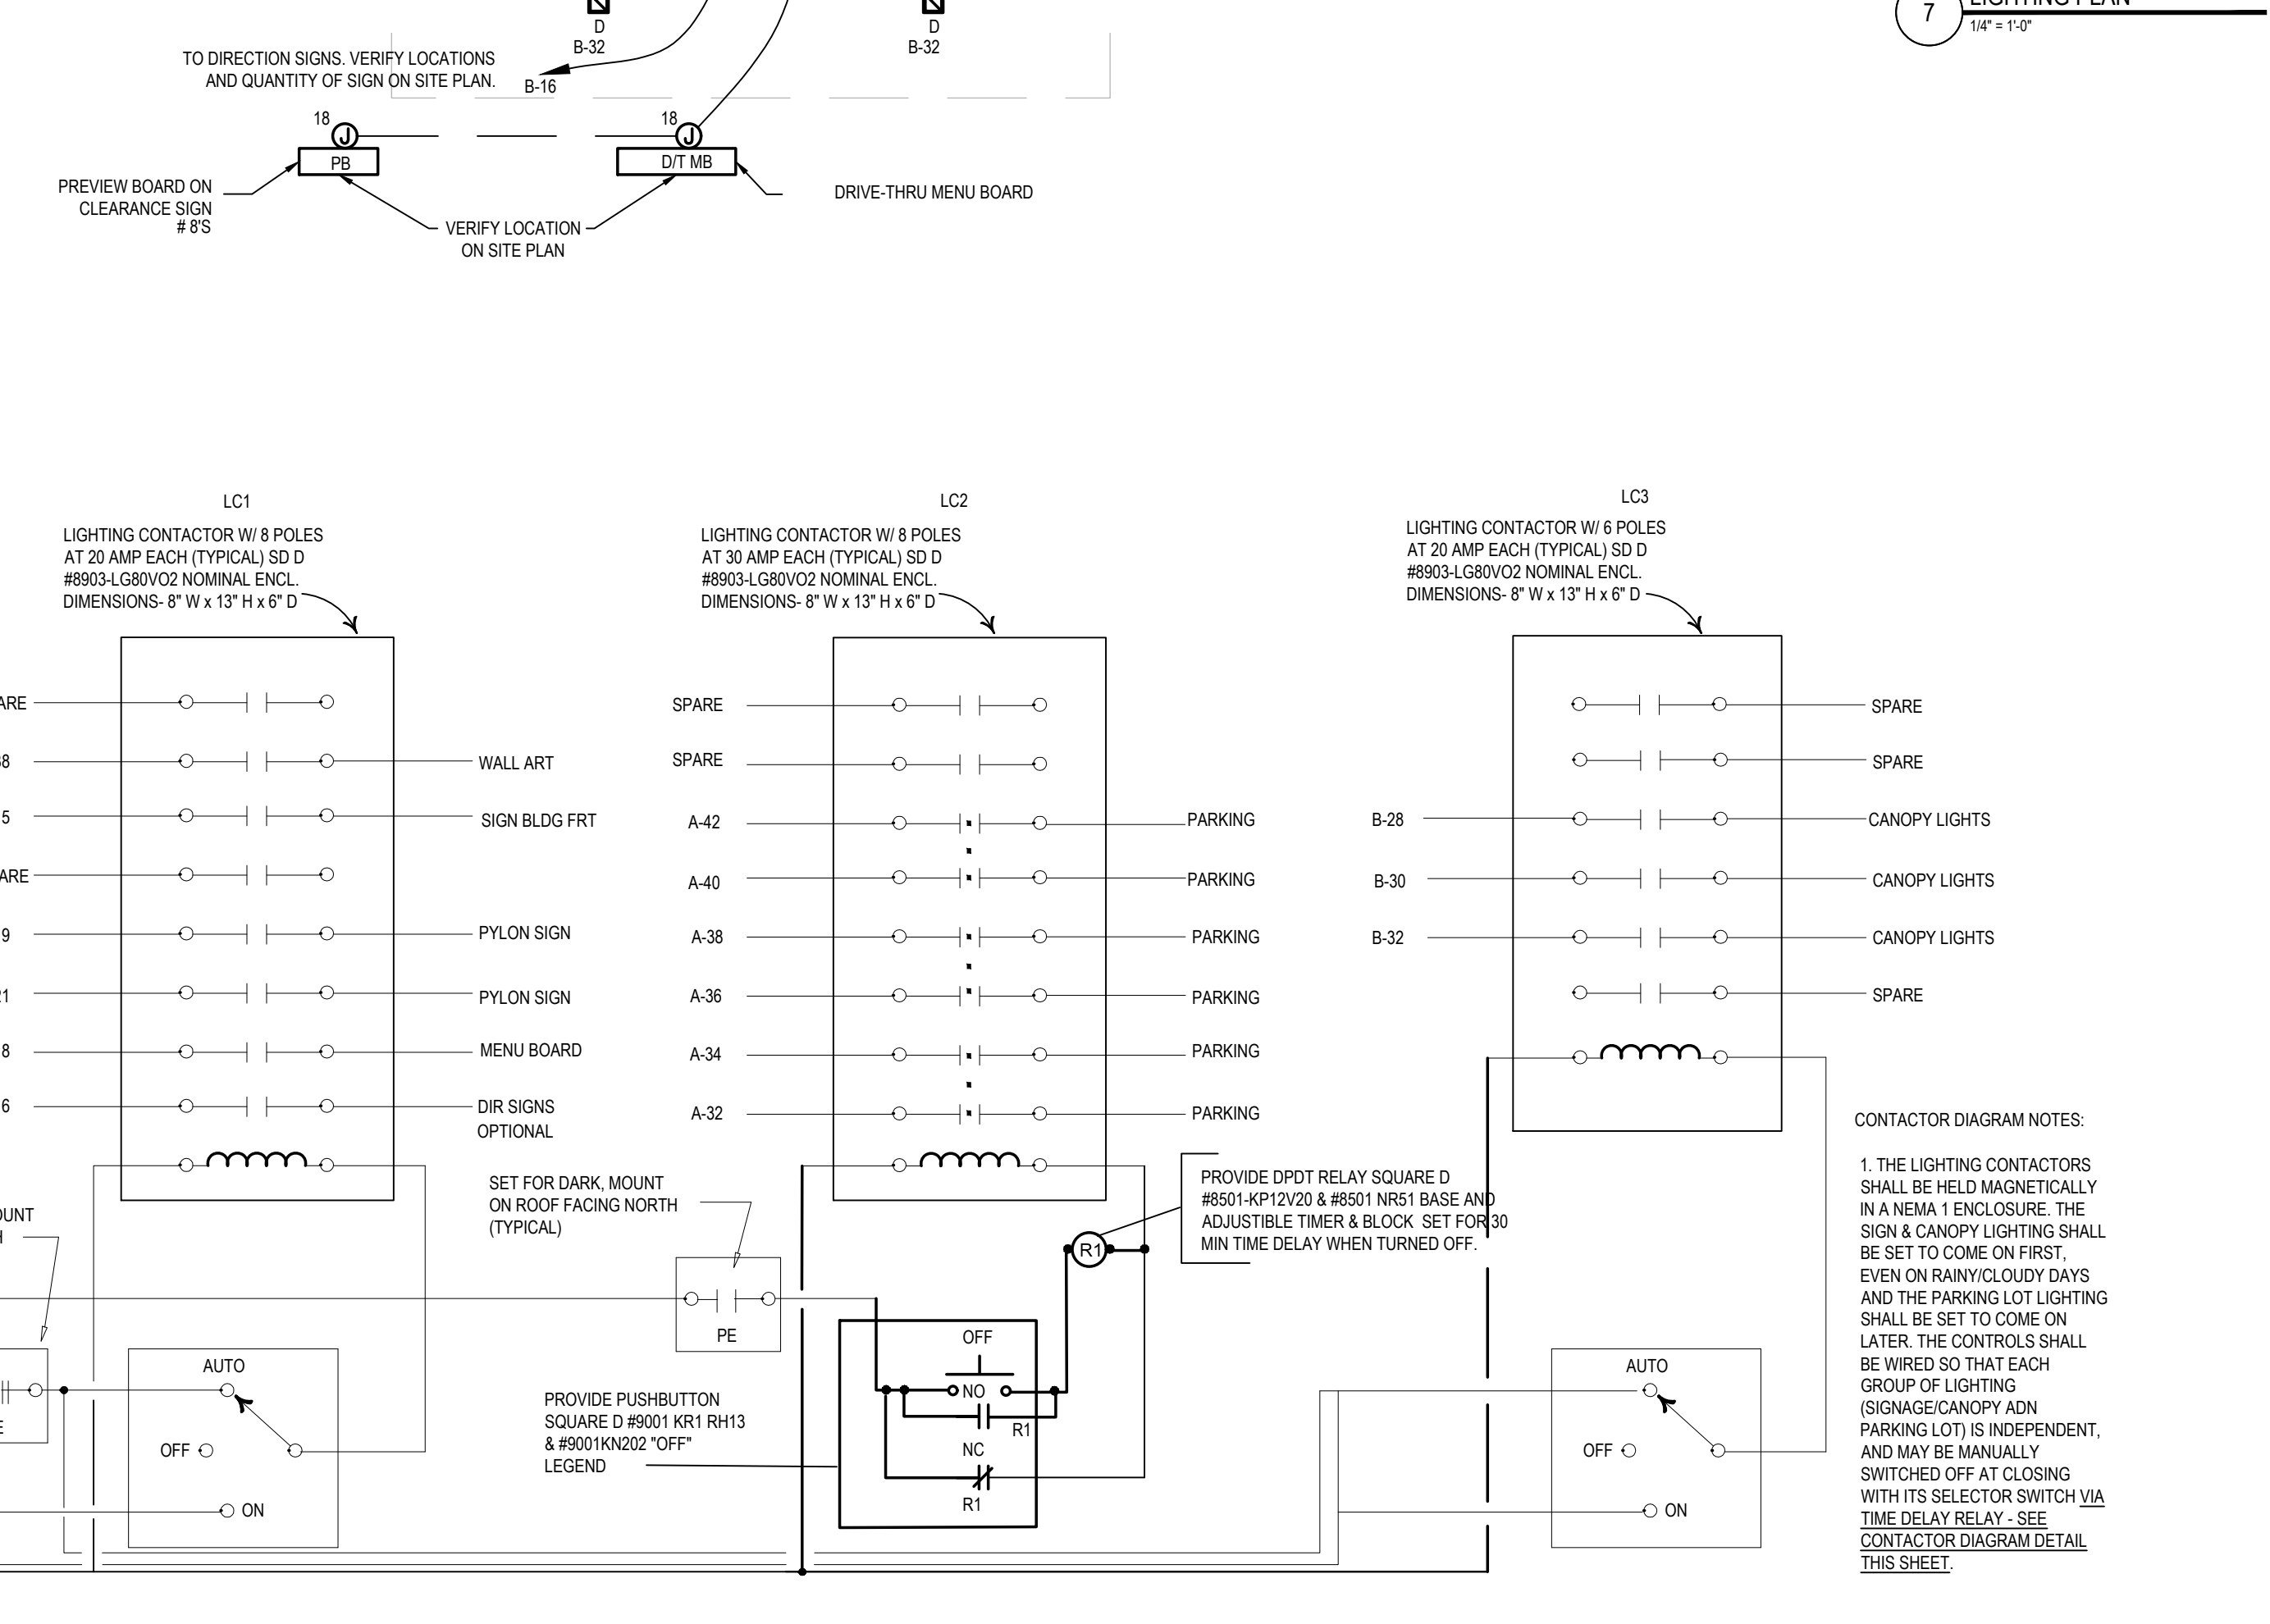 LIGHTING PLAN
7
1/4" = 1'-0"
D
B-32
D
B-32
TO DIRECTION SIGNS. VERIFY LOCATIONS
AND QUANTITY OF SIGN ON SITE PLAN.
B-16
18
J
18
J
PB
D/T MB
PREVIEW BOARD ON
CLEARANCE SIGN
# 8'S
DRIVE-THRU MENU BOARD
VERIFY LOCATION
ON SITE PLAN
LC1
LIGHTING CONTACTOR W/ 8 POLES
AT 20 AMP EACH (TYPICAL) SD D
#8903-LG80VO2 NOMINAL ENCL.
DIMENSIONS- 8" W x 13" H x 6" D
ARE
8
WALL ART
5
SIGN BLDG FRT
ARE
9
PYLON SIGN
21
PYLON SIGN
8
MENU BOARD
6
DIR SIGNS
OPTIONAL
LC2
LIGHTING CONTACTOR W/ 8 POLES
AT 30 AMP EACH (TYPICAL) SD D
#8903-LG80VO2 NOMINAL ENCL.
DIMENSIONS- 8" W x 13" H x 6" D
SPARE
SPARE
A-42
PARKING
A-40
PARKING
A-38
PARKING
A-36
PARKING
A-34
PARKING
A-32
PARKING
LC3
LIGHTING CONTACTOR W/ 6 POLES
AT 20 AMP EACH (TYPICAL) SD D
#8903-LG80VO2 NOMINAL ENCL.
DIMENSIONS- 8" W x 13" H x 6" D
SPARE
SPARE
B-28
CANOPY LIGHTS
B-30
CANOPY LIGHTS
B-32
CANOPY LIGHTS
SPARE
OUNT
H
E
AUTO
OFF
ON
SET FOR DARK, MOUNT
ON ROOF FACING NORTH
(TYPICAL)
PE
PROVIDE DPDT RELAY SQUARE D
#8501-KP12V20 & #8501 NR51 BASE AND
ADJUSTIBLE TIMER & BLOCK SET FOR 30
MIN TIME DELAY WHEN TURNED OFF.
R1
OFF
NO
R1
NC
R1
PROVIDE PUSHBUTTON
SQUARE D #9001 KR1 RH13
& #9001KN202 "OFF"
LEGEND
AUTO
OFF
ON
CONTACTOR DIAGRAM NOTES:
1. THE LIGHTING CONTACTORS
SHALL BE HELD MAGNETICALLY
IN A NEMA 1 ENCLOSURE. THE
SIGN & CANOPY LIGHTING SHALL
BE SET TO COME ON FIRST,
EVEN ON RAINY/CLOUDY DAYS
AND THE PARKING LOT LIGHTING
SHALL BE SET TO COME ON
LATER. THE CONTROLS SHALL
BE WIRED SO THAT EACH
GROUP OF LIGHTING
(SIGNAGE/CANOPY ADN
PARKING LOT) IS INDEPENDENT,
AND MAY BE MANUALLY
SWITCHED OFF AT CLOSING
WITH ITS SELECTOR SWITCH VIA
TIME DELAY RELAY - SEE
CONTACTOR DIAGRAM DETAIL
THIS SHEET.